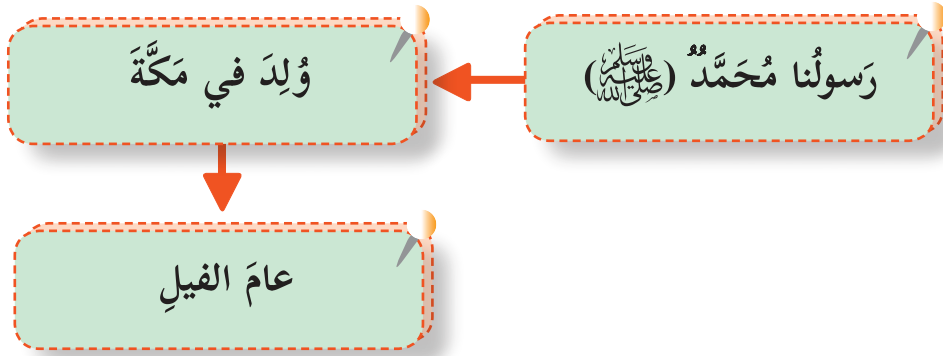 رَسولُنا مُحَمَّدٌ (ﷺ)
وُلِدَ في مَكَّةَ
عامَ الفيلِ